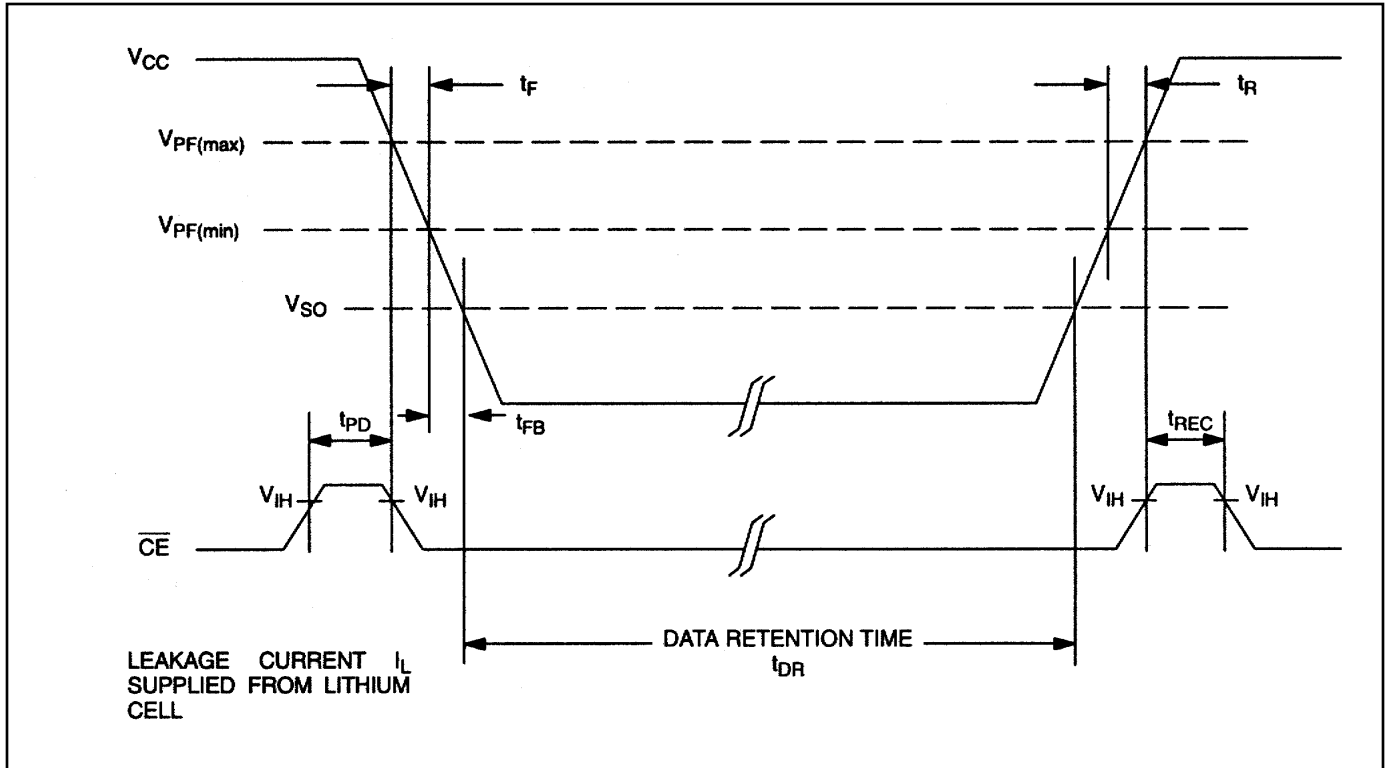 VCC
tF
tR
VPF(max)
VPF(min)
VSO
tPD
tFB
tREC
VIH
VIH
VIH
VIH
CE
DATA RETENTION TIME
tDR
LEAKAGE CURRENT IL
SUPPLIED FROM LITHIUM
CELL